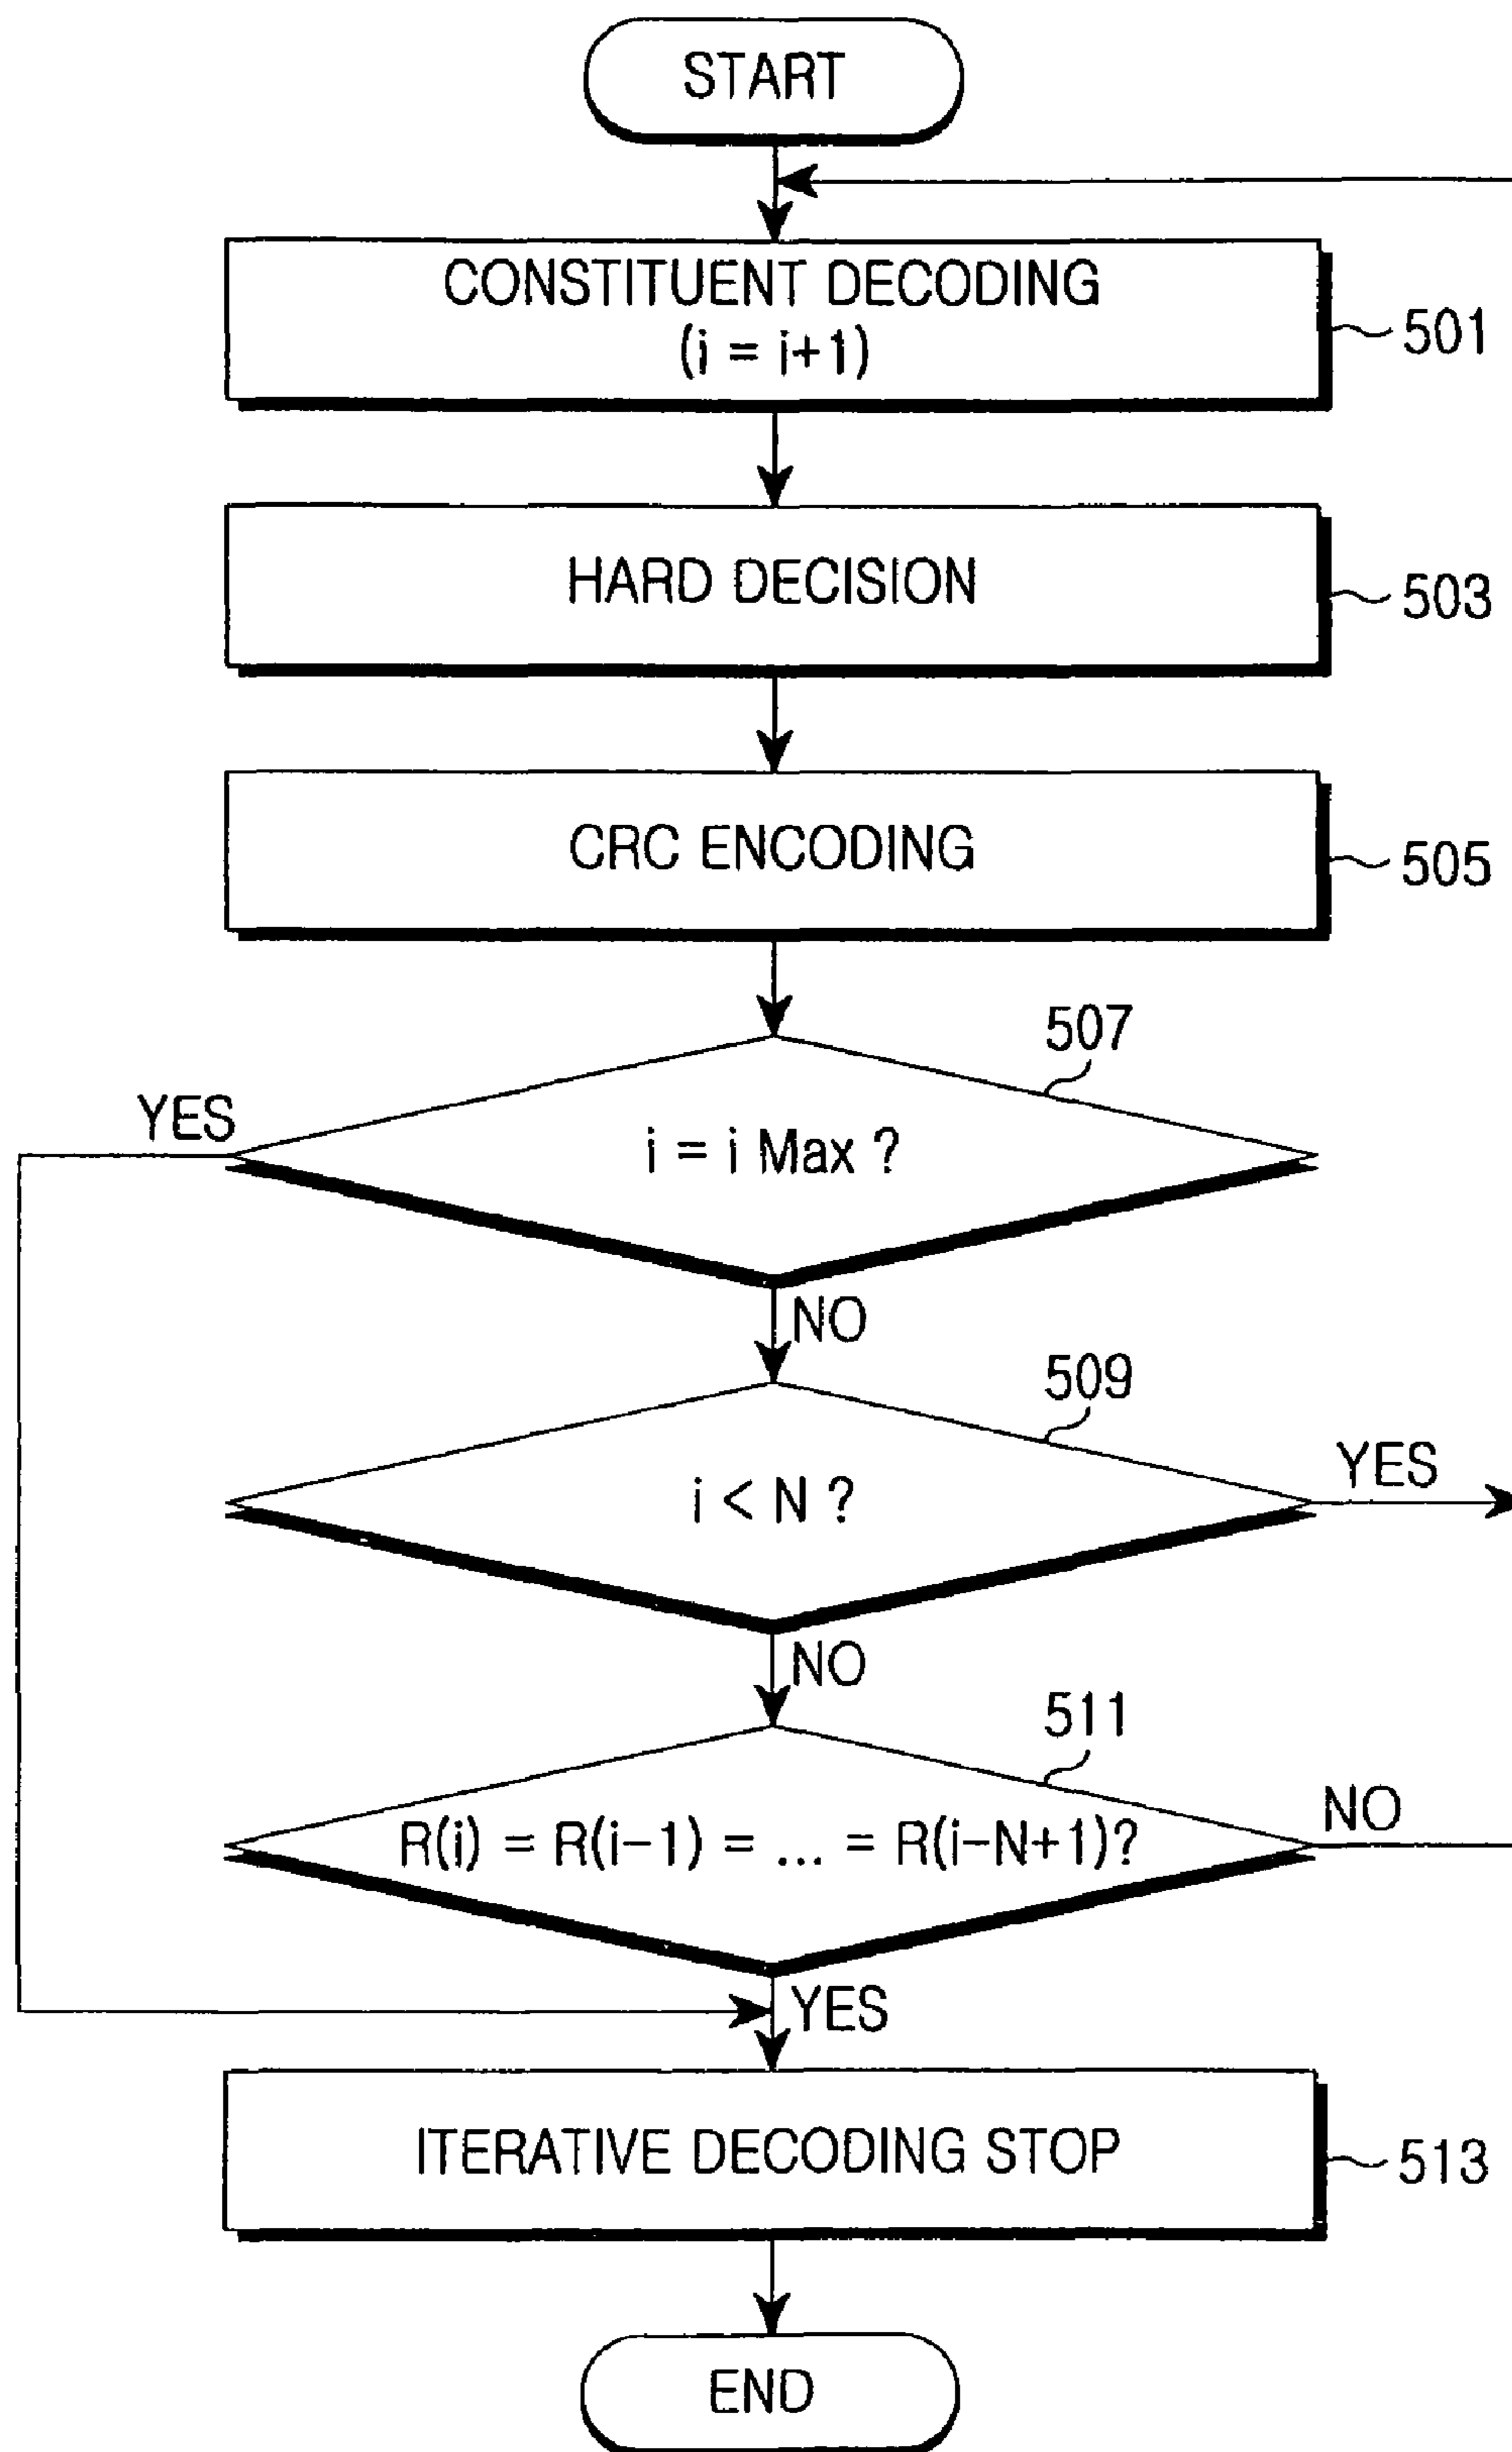 START
CONSTITUENT DECODING
(i = i+1)
501
HARD DECISION
503
CRC ENCODING
505
507
YES
i = i Max ?
NO
509
YES
i < N ?
NO
511
NO
R(i) = R(i-1) = ... = R(i-N+1)?
YES
ITERATIVE DECODING STOP
513
END